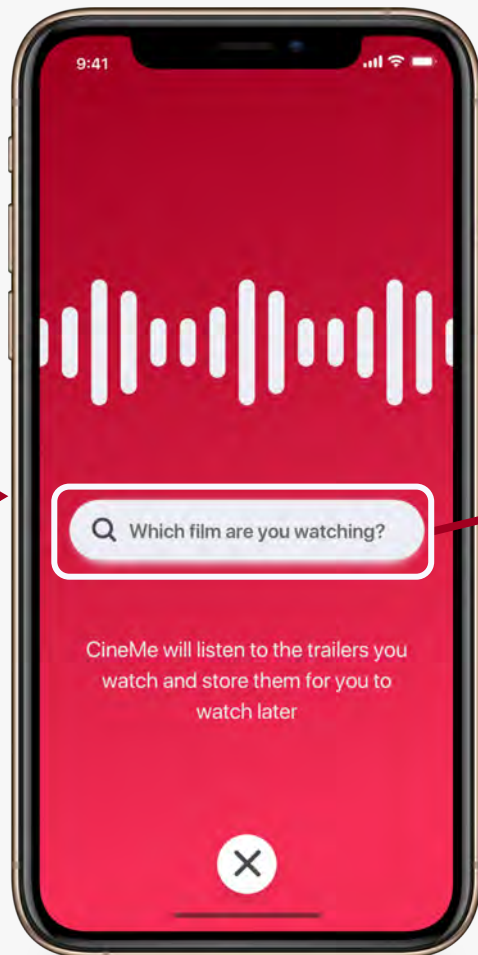 9:41
Which film are you watching?
CineMe will listen to the trailers you
watch and store them for you to
watch later